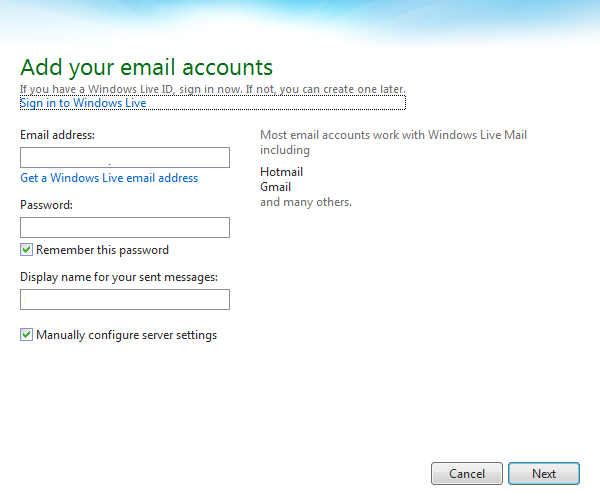 Add your email accounts
If you have a Windows Live ID, sign in now. If not, you can create one later.
Sign in to Windows Live
Email address:
.
Get a Windows Live email address
Password:
Remember this password
Display name for your sent messages:
Manually configure server settings
Most email accounts work with Windows Live Mail
including
Hotmail
Gmail
and many others.
Cancel
Next